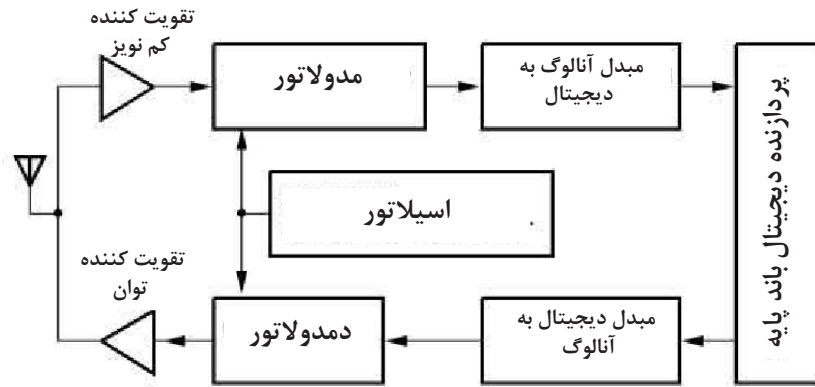 تقویت کننده
کم نویز
مدولاتور
مبدل آنالوگ به
دیجیتال
پردازنده دیجیتال باند پایه
اسیلاتور
تقویت کننده
توان
دمدولاتور
مبدل دیجیتال به
آنالوگ